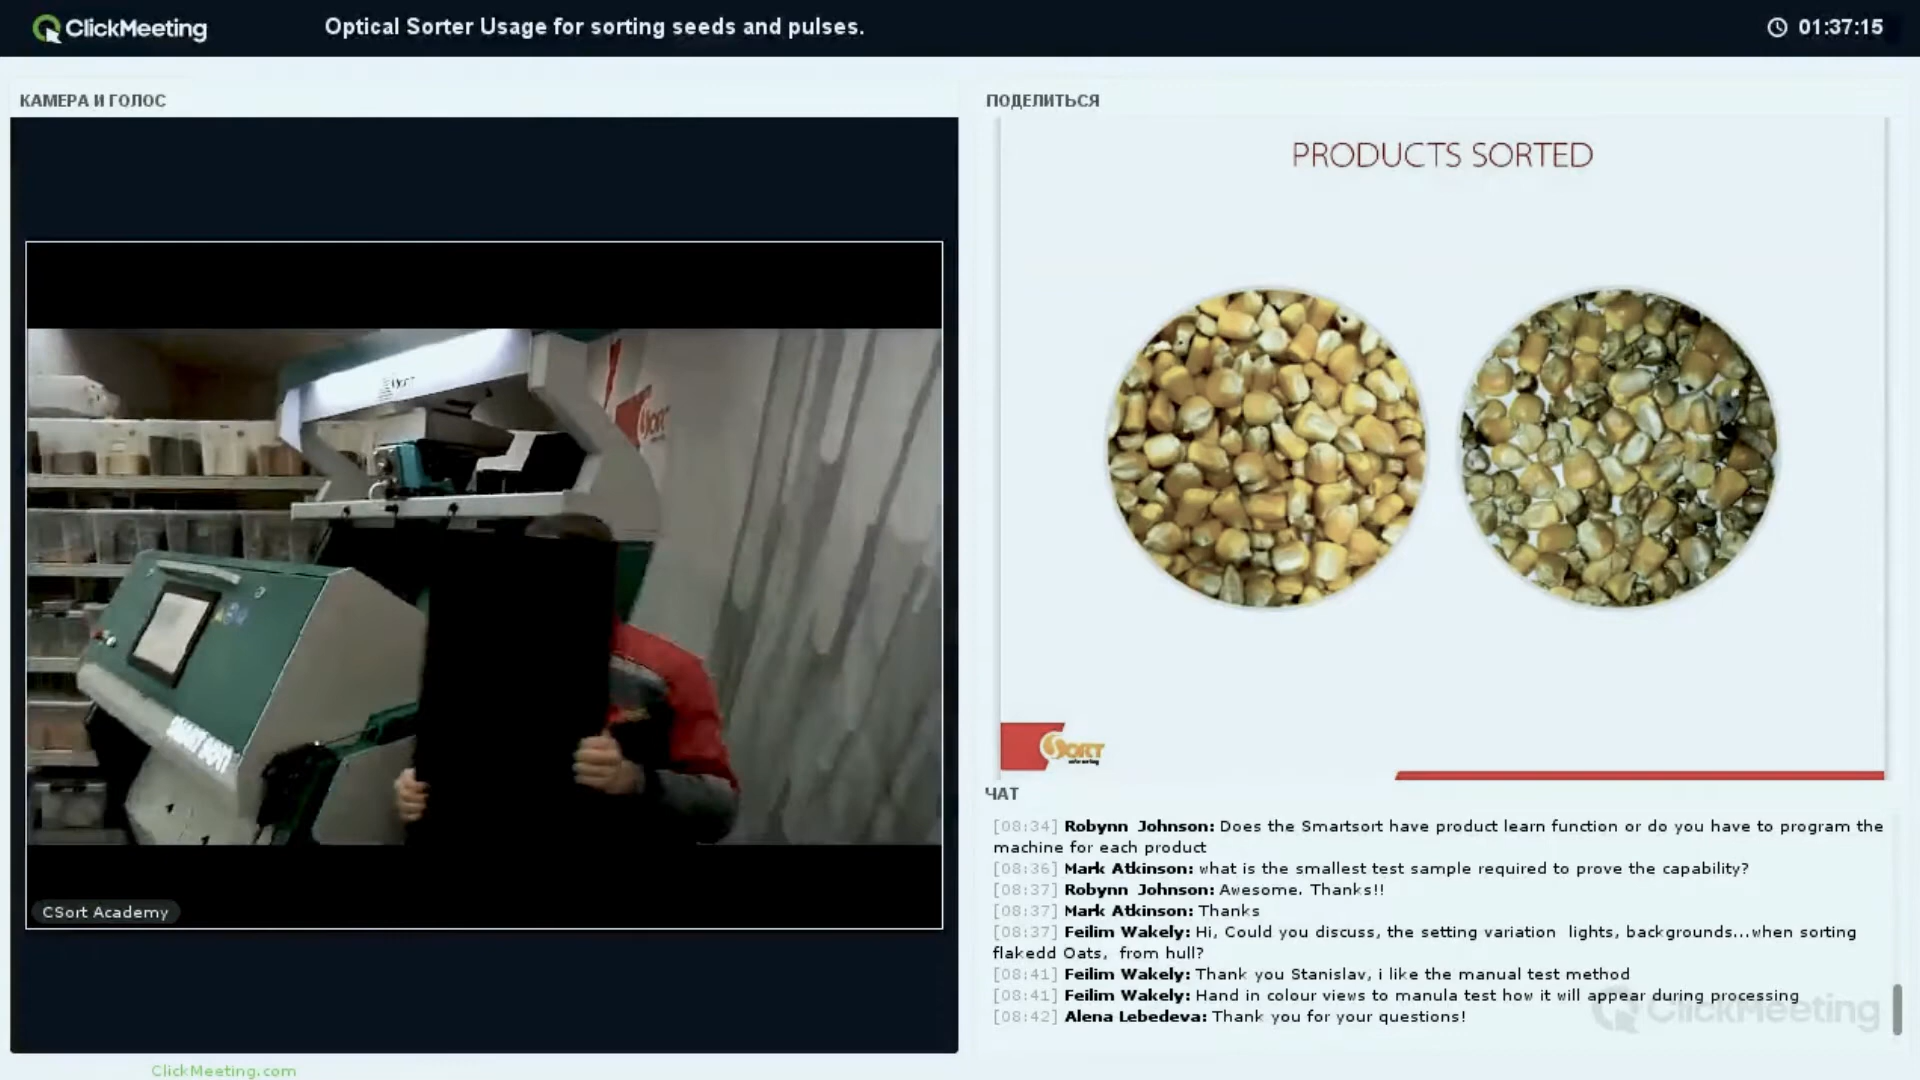 ClickMeeting
Optical Sorter Usage for sorting seeds and pulses.
01:37:15
КАМЕРА И ГОЛОС
ПОДЕЛИТЬСЯ
PRODUCTS SORTED
SMART SORT
CSort Academy
SORT
ЧАТ
[08:34] Robynn Johnson: Does the Smartsort have product learn function or do you have to program the
machine for each product
[08:36] Mark Atkinson: what is the smallest test sample required to prove the capability?
[08:37] Robynn Johnson: Awesome. Thanks!!
[08:37] Mark Atkinson: Thanks
[08:37] Feilim Wakely: Hi, Could you discuss, the setting variation lights, backgrounds...when sorting
flakedd Oats, from hull?
[08:41] Feilim Wakely: Thank you Stanislav, i like the manual test method
[08:41] Feilim Wakely: Hand in colour views to manula test how it will appear during processing
[08:42] Alena Lebedeva: Thank you for your questions!
ClickMeeting
ClickMeeting.com